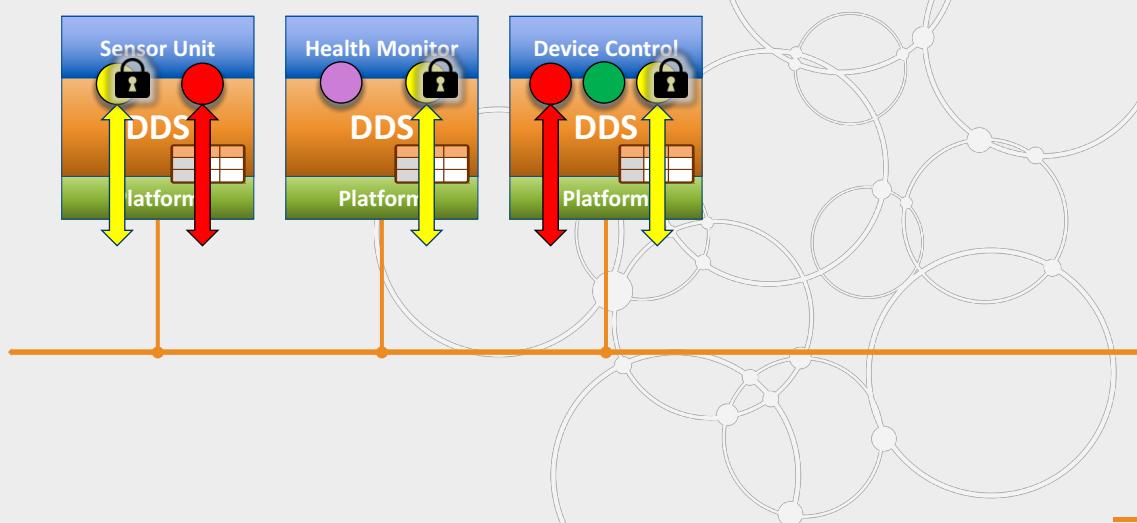 Sensor Unit
DDS
Platform
Health Monitor
DDS
Platform
Device Control
DDS
Platform